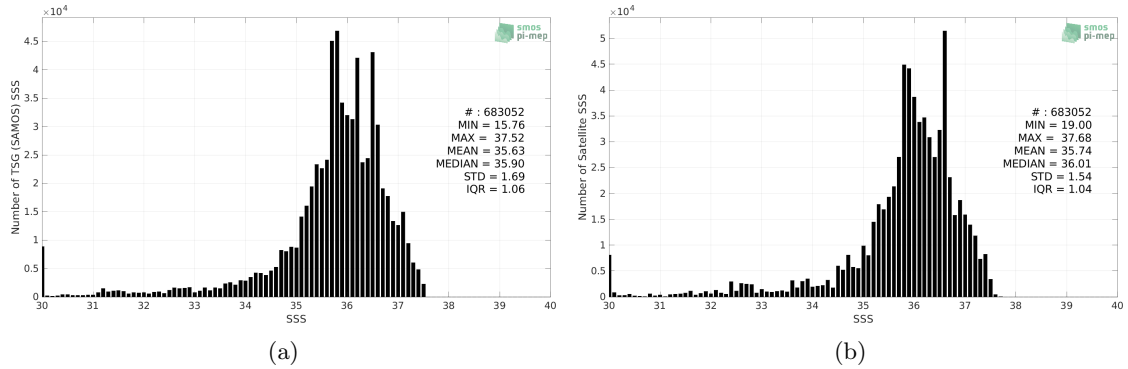 ×10⁴
4.5
4
3.5
3
2.5
2
1.5
1
0.5
0
30
31
32
33
34
35
36
37
38
39
40
SSS
Number of TSG (SAMOS) SSS
smos
pi-mep
# : 683052
MIN = 15.76
MAX = 37.52
MEAN = 35.63
MEDIAN = 35.90
STD = 1.69
IQR = 1.06
(a)
×10⁴
5
4.5
4
3.5
3
2.5
2
1.5
1
0.5
0
30
31
32
33
34
35
36
37
38
39
40
SSS
Number of Satellite SSS
smos
pi-mep
# : 683052
MIN = 19.00
MAX = 37.68
MEAN = 35.74
MEDIAN = 36.01
STD = 1.54
IQR = 1.04
(b)